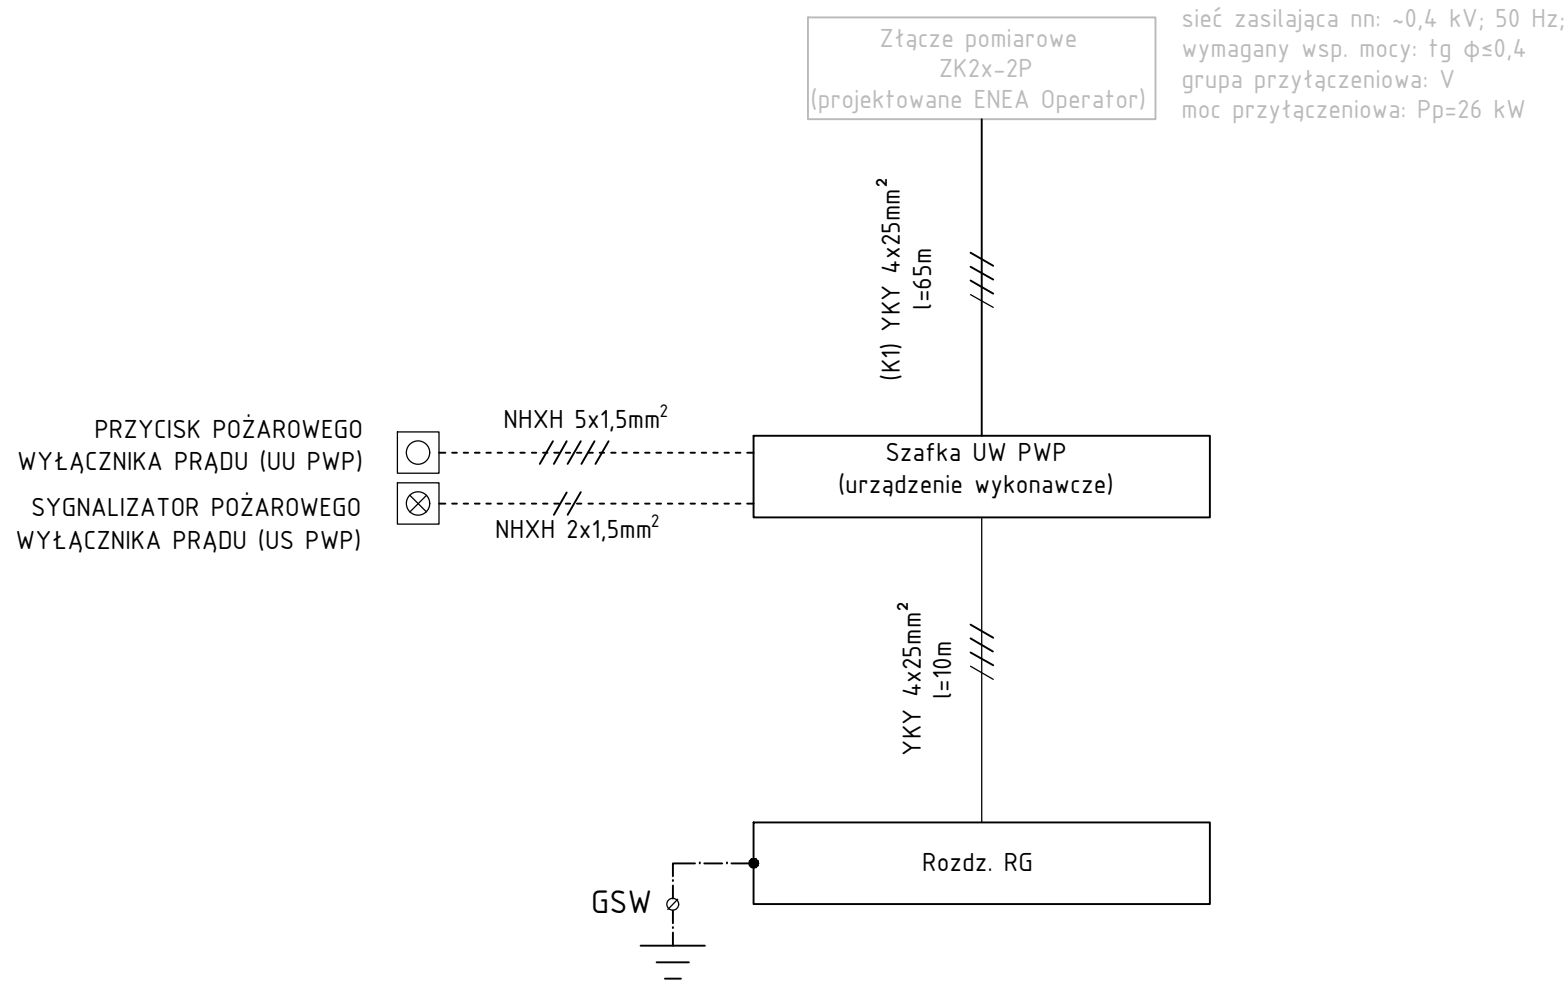 Złącze pomiarowe
ZK2x-2P
(projektowane ENEA Operator)
sieć zasilająca nn: ~0,4 kV; 50 Hz;
wymagany wsp. mocy: tg φ≤0,4
grupa przyłączeniowa: V
moc przyłączeniowa: Pp=26 kW
(K1) YKY 4x25mm²
l=65m
PRZYCISK POŻAROWEGO
WYŁĄCZNIKA PRĄDU (UU PWP)
NHXH 5x1,5mm²
SYGNALIZATOR POŻAROWEGO
WYŁĄCZNIKA PRĄDU (US PWP)
NHXH 2x1,5mm²
Szafka UW PWP
(urządzenie wykonawcze)
YKY 4x25mm²
l=10m
Rozdz. RG
GSW